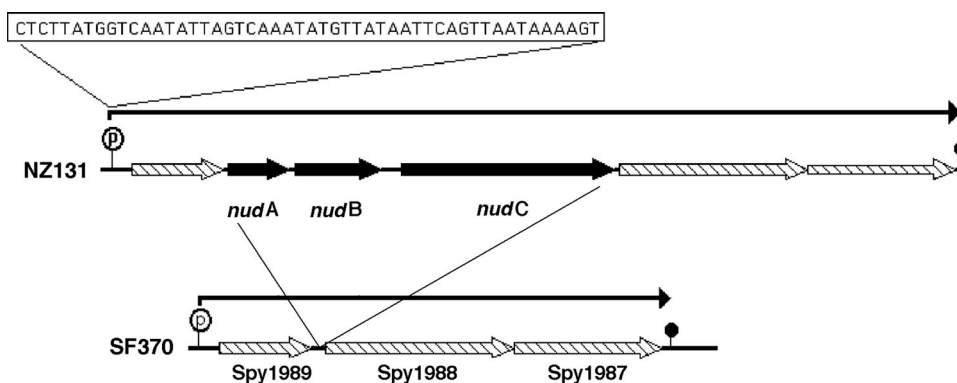 CTCTTATGGTCAATATTAGTCAAATATGTTATAATTCAGTTAATAAAAGT
p
NZ131
nudA nudB nudC
p
SF370
Spy1989 Spy1988 Spy1987